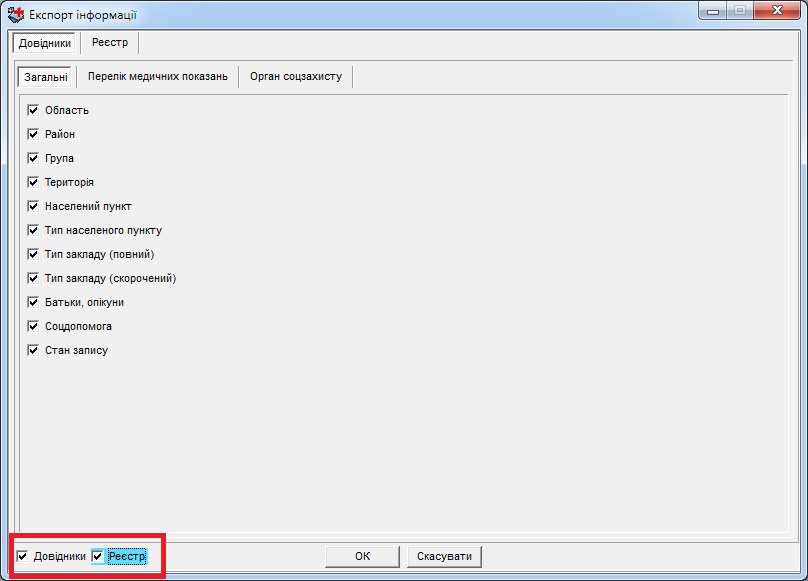 Експорт інформації
Довідники Реєстр
Загальні Перелік медичних показань Орган соцзахисту
Область
Район
Група
Територія
Населений пункт
Тип населеного пункту
Тип закладу (повний)
Тип закладу (скорочений)
Батьки, опікуни
Соцдопомога
Стан запису
Довідники Реєстр ОК Скасувати